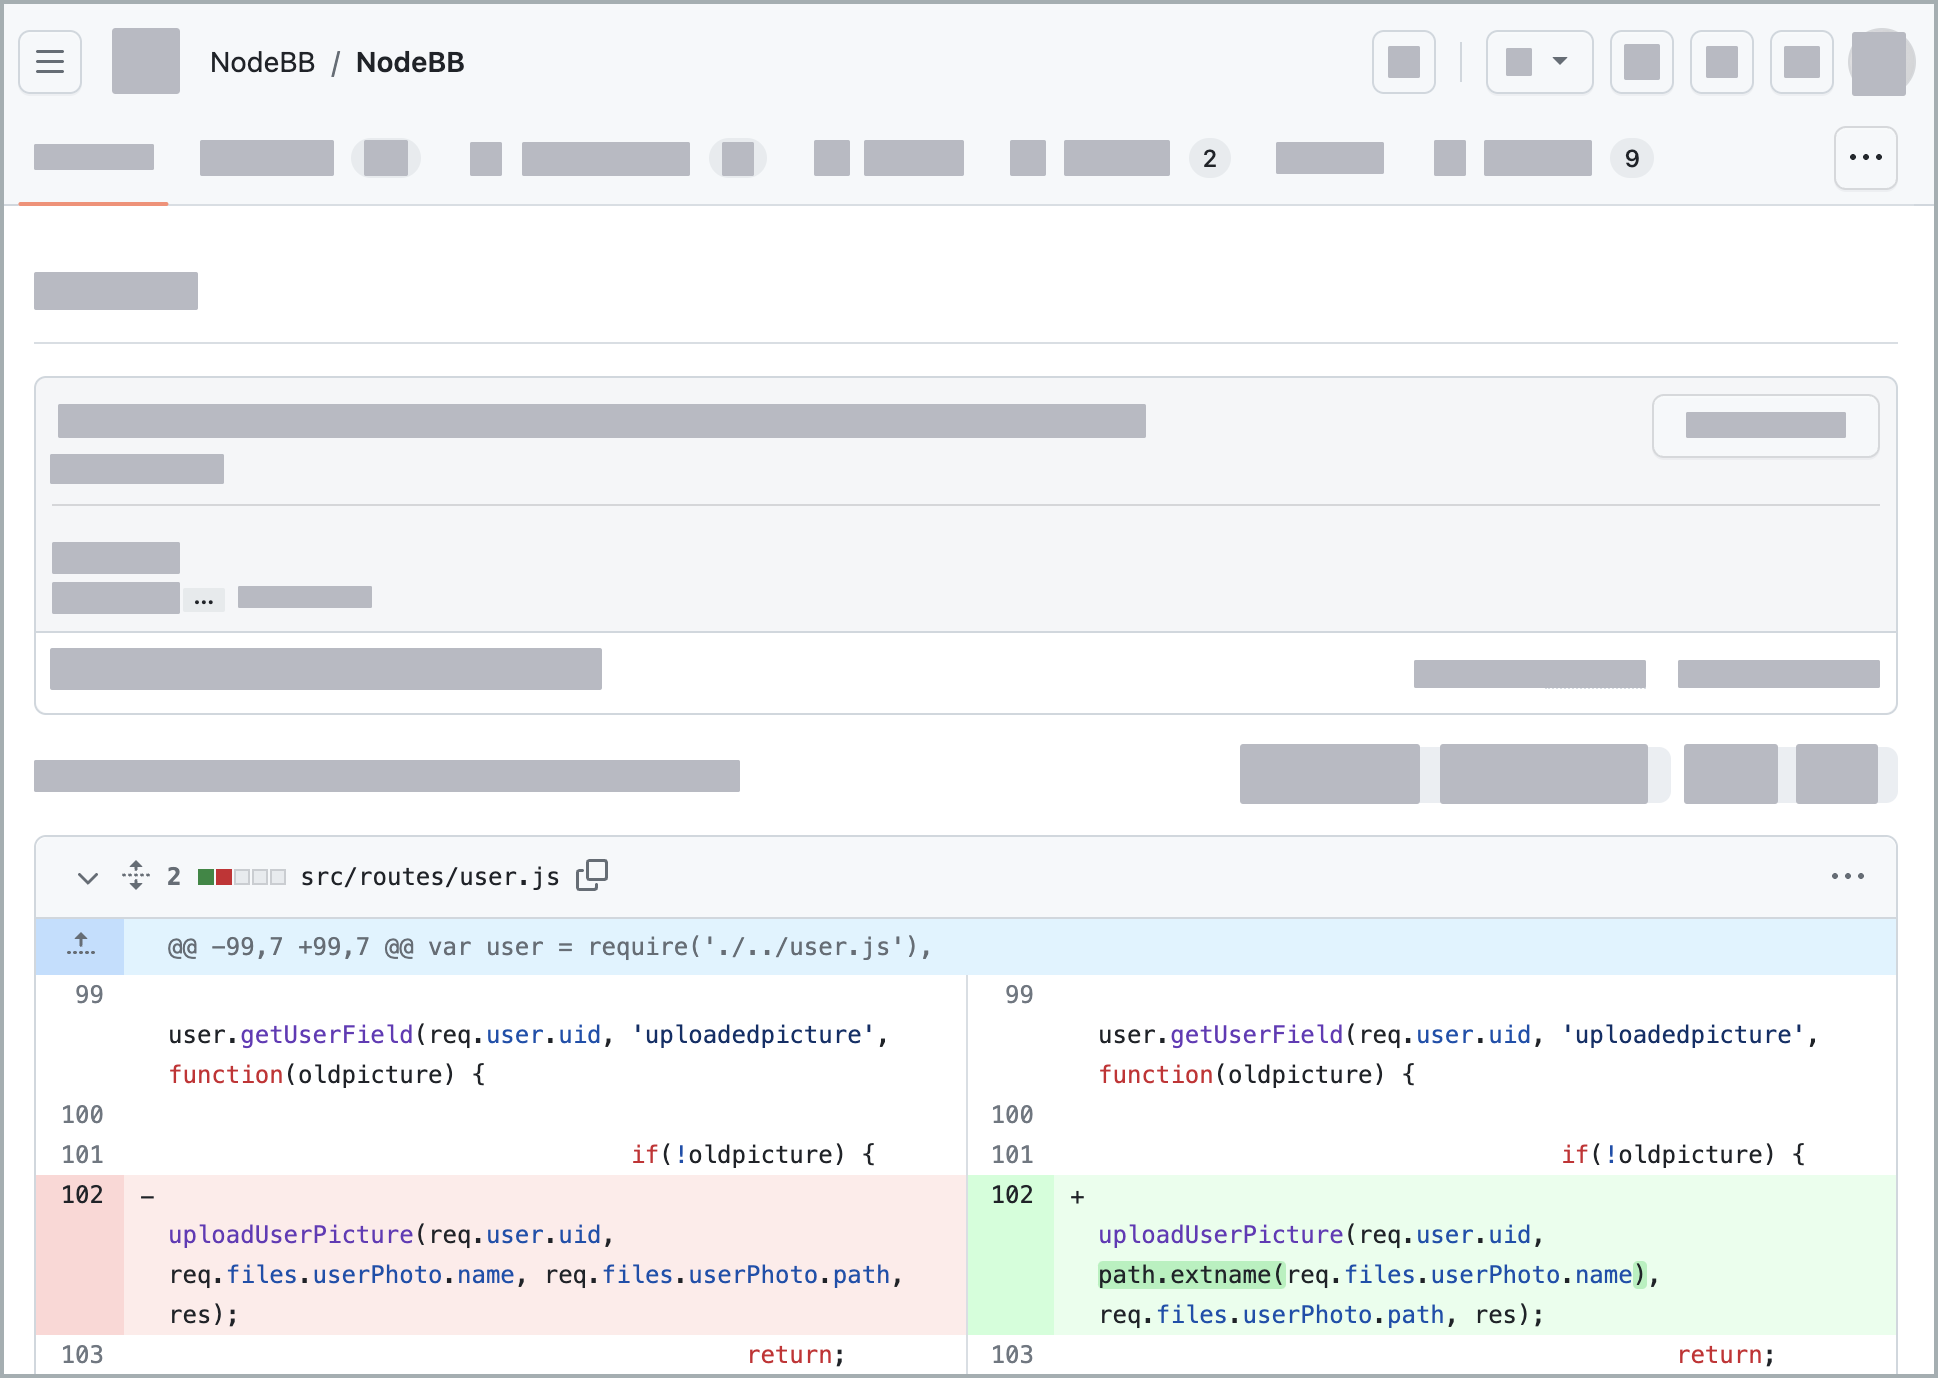 NodeBB / NodeBB
2
9
...
2 src/routes/user.js
@@ -99,7 +99,7 @@ var user = require('./../user.js'),
99
user.getUserField(req.user.uid, 'uploadedpicture',
function(oldpicture) {
100
101 if(!oldpicture) {
102 -
uploadUserPicture(req.user.uid,
req.files.userPhoto.name, req.files.userPhoto.path,
res);
103 return;
99
user.getUserField(req.user.uid, 'uploadedpicture',
function(oldpicture) {
100
101 if(!oldpicture) {
102 +
uploadUserPicture(req.user.uid,
path.extname(req.files.userPhoto.name),
req.files.userPhoto.path, res);
103 return;